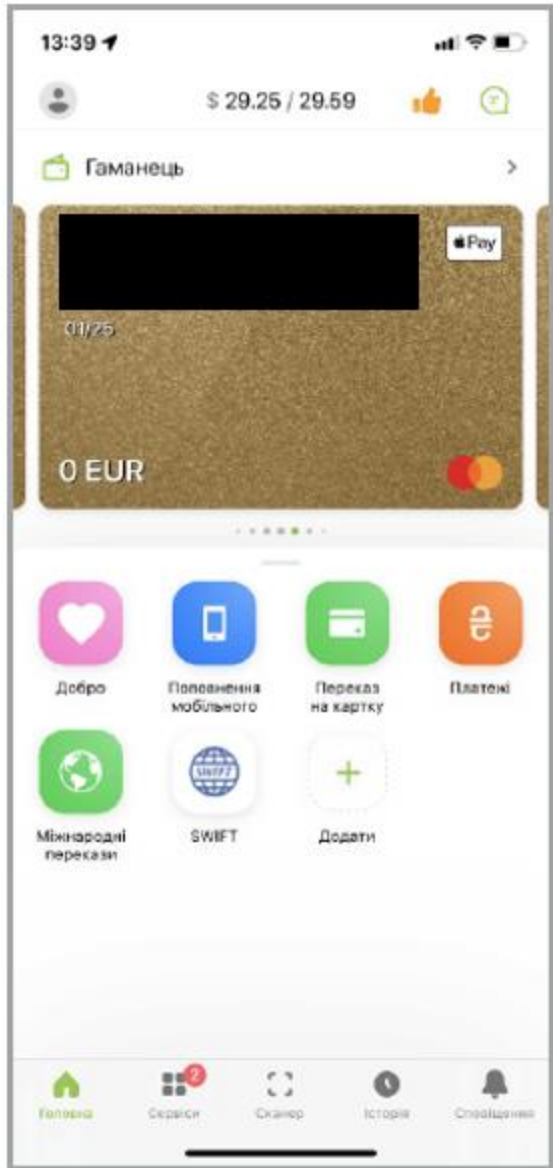 13:39
$ 29.25 / 29.59
Гаманець
Pay
01/25
0 EUR
Добро
Поповнення
мобільного
Переказ
на картку
Платежі
Міжнародні
перекази
SWIFT
SWIFT
Додати
2
Головна
Сервіси
Сканер
Історія
Сповіщення